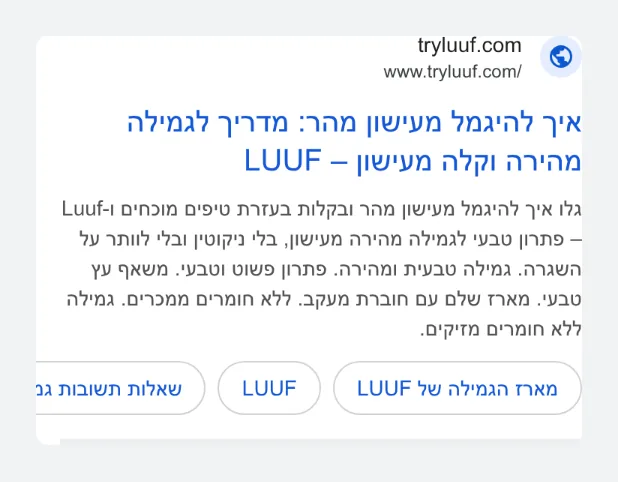 tryluuf.com
www.tryluuf.com/
איך להיגמל מעישון מהר: מדריך לגמילה
מהירה וקלה מעישון – LUUF
גלו איך להיגמל מעישון מהר ובקלות בעזרת טיפים מוכחים ו-Luuf
– פתרון טבעי לגמילה מהירה מעישון, בלי ניקוטין ובלי לוותר על
השגרה. גמילה טבעית ומהירה. פתרון פשוט וטבעי. משאף עץ
טבעי. מארז שלם עם חוברת מעקב. ללא חומרים ממכרים. גמילה
ללא חומרים מזיקים.
מארז הגמילה של LUUF
LUUF
שאלות תשובות